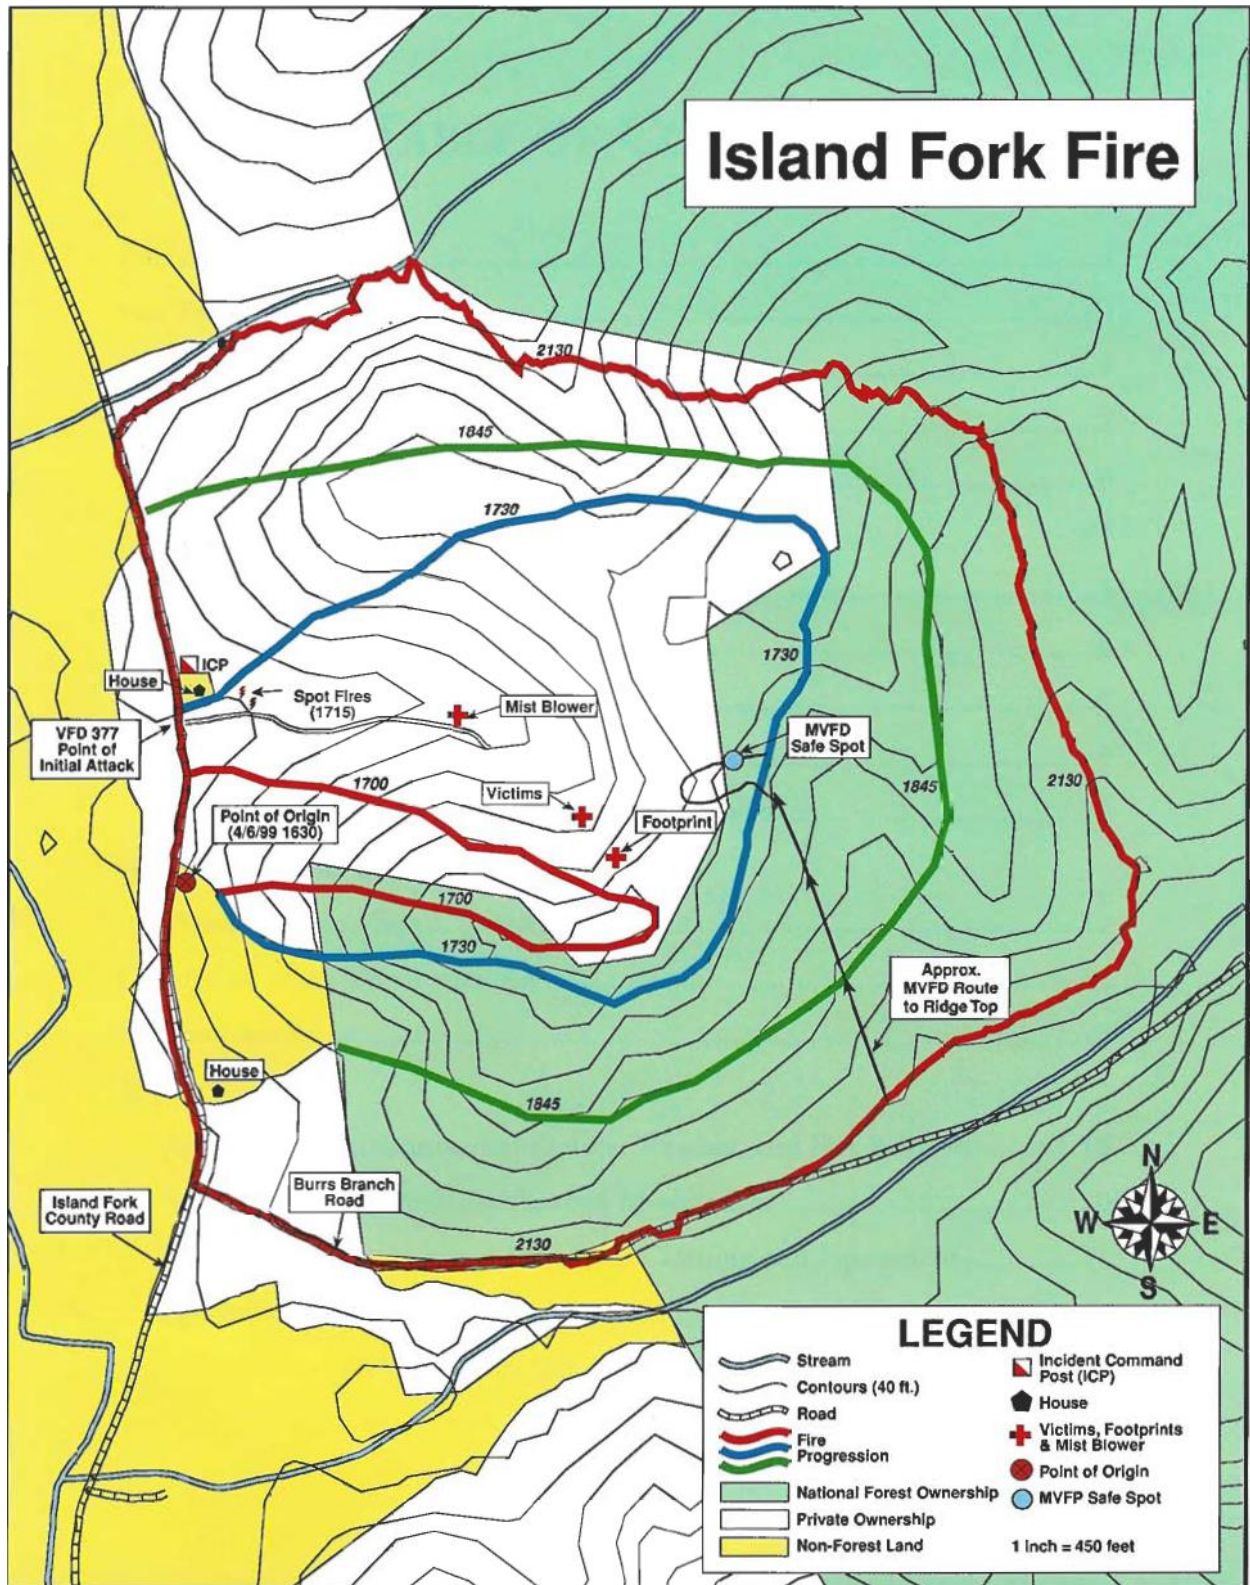 Island Fork Fire
2130
1845
1730
ICP
House
Spot Fires
(1715)
Mist Blower
VFD 377
Point of
Initial Attack
1730
MVFD
Safe Spot
1700
Victims
1845
2130
Point of Origin
(4/6/99 1630)
Footprint
1700
1730
Approx.
MVFD Route
to Ridge Top
House
1845
Burrs Branch
Road
Island Fork
County Road
2130
N
W
E
S
LEGEND
Stream
Contours (40 ft.)
Road
Fire
Progression
National Forest Ownership
Private Ownership
Non-Forest Land
Incident Command
Post (ICP)
House
Victims, Footprints
& Mist Blower
Point of Origin
MVFP Safe Spot
1 inch = 450 feet